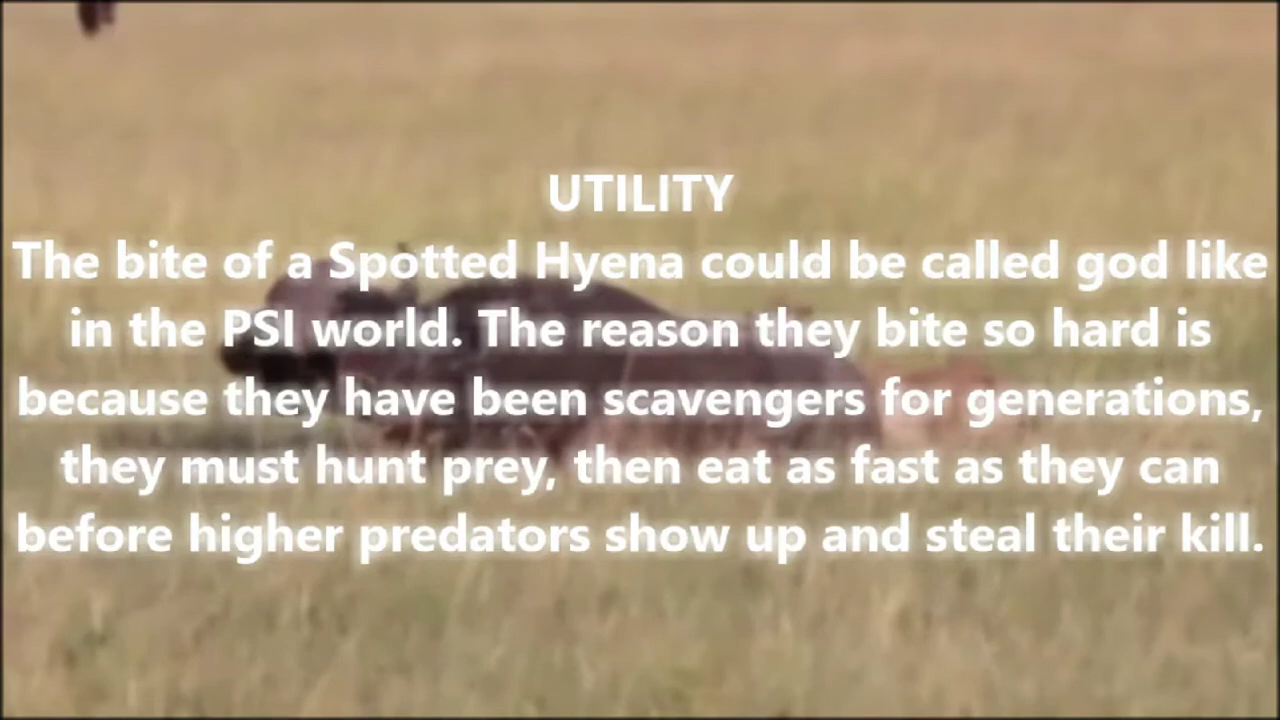 UTILITY
The bite of a Spotted Hyena could be called god like
in the PSI world. The reason they bite so hard is
because they have been scavengers for generations,
they must hunt prey, then eat as fast as they can
before higher predators show up and steal their kill.